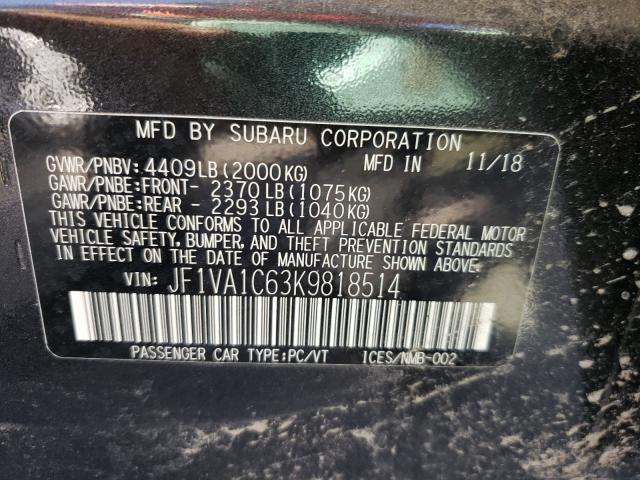 MFD BY SUBARU CORPORATION
GVWR/PNBV: 4409LB(2000KG) MFD IN 11/18
GAWR/PNBE:FRONT- 2370 LB(1075KG)
GAWR/PNBE:REAR - 2293 LB(1040KG)
THIS VEHICLE CONFORMS TO ALL APPLICABLE FEDERAL MOTOR
VEHICLE SAFETY, BUMPER, AND THEFT PREVENTION STANDARDS
IN EFFECT ON THE DATE OF MANUFACTURE SHOWN ABOVE.
VIN: JF1VA1C63K9818514
PASSENGER CAR TYPE:PC/VT ICES/NMB-002